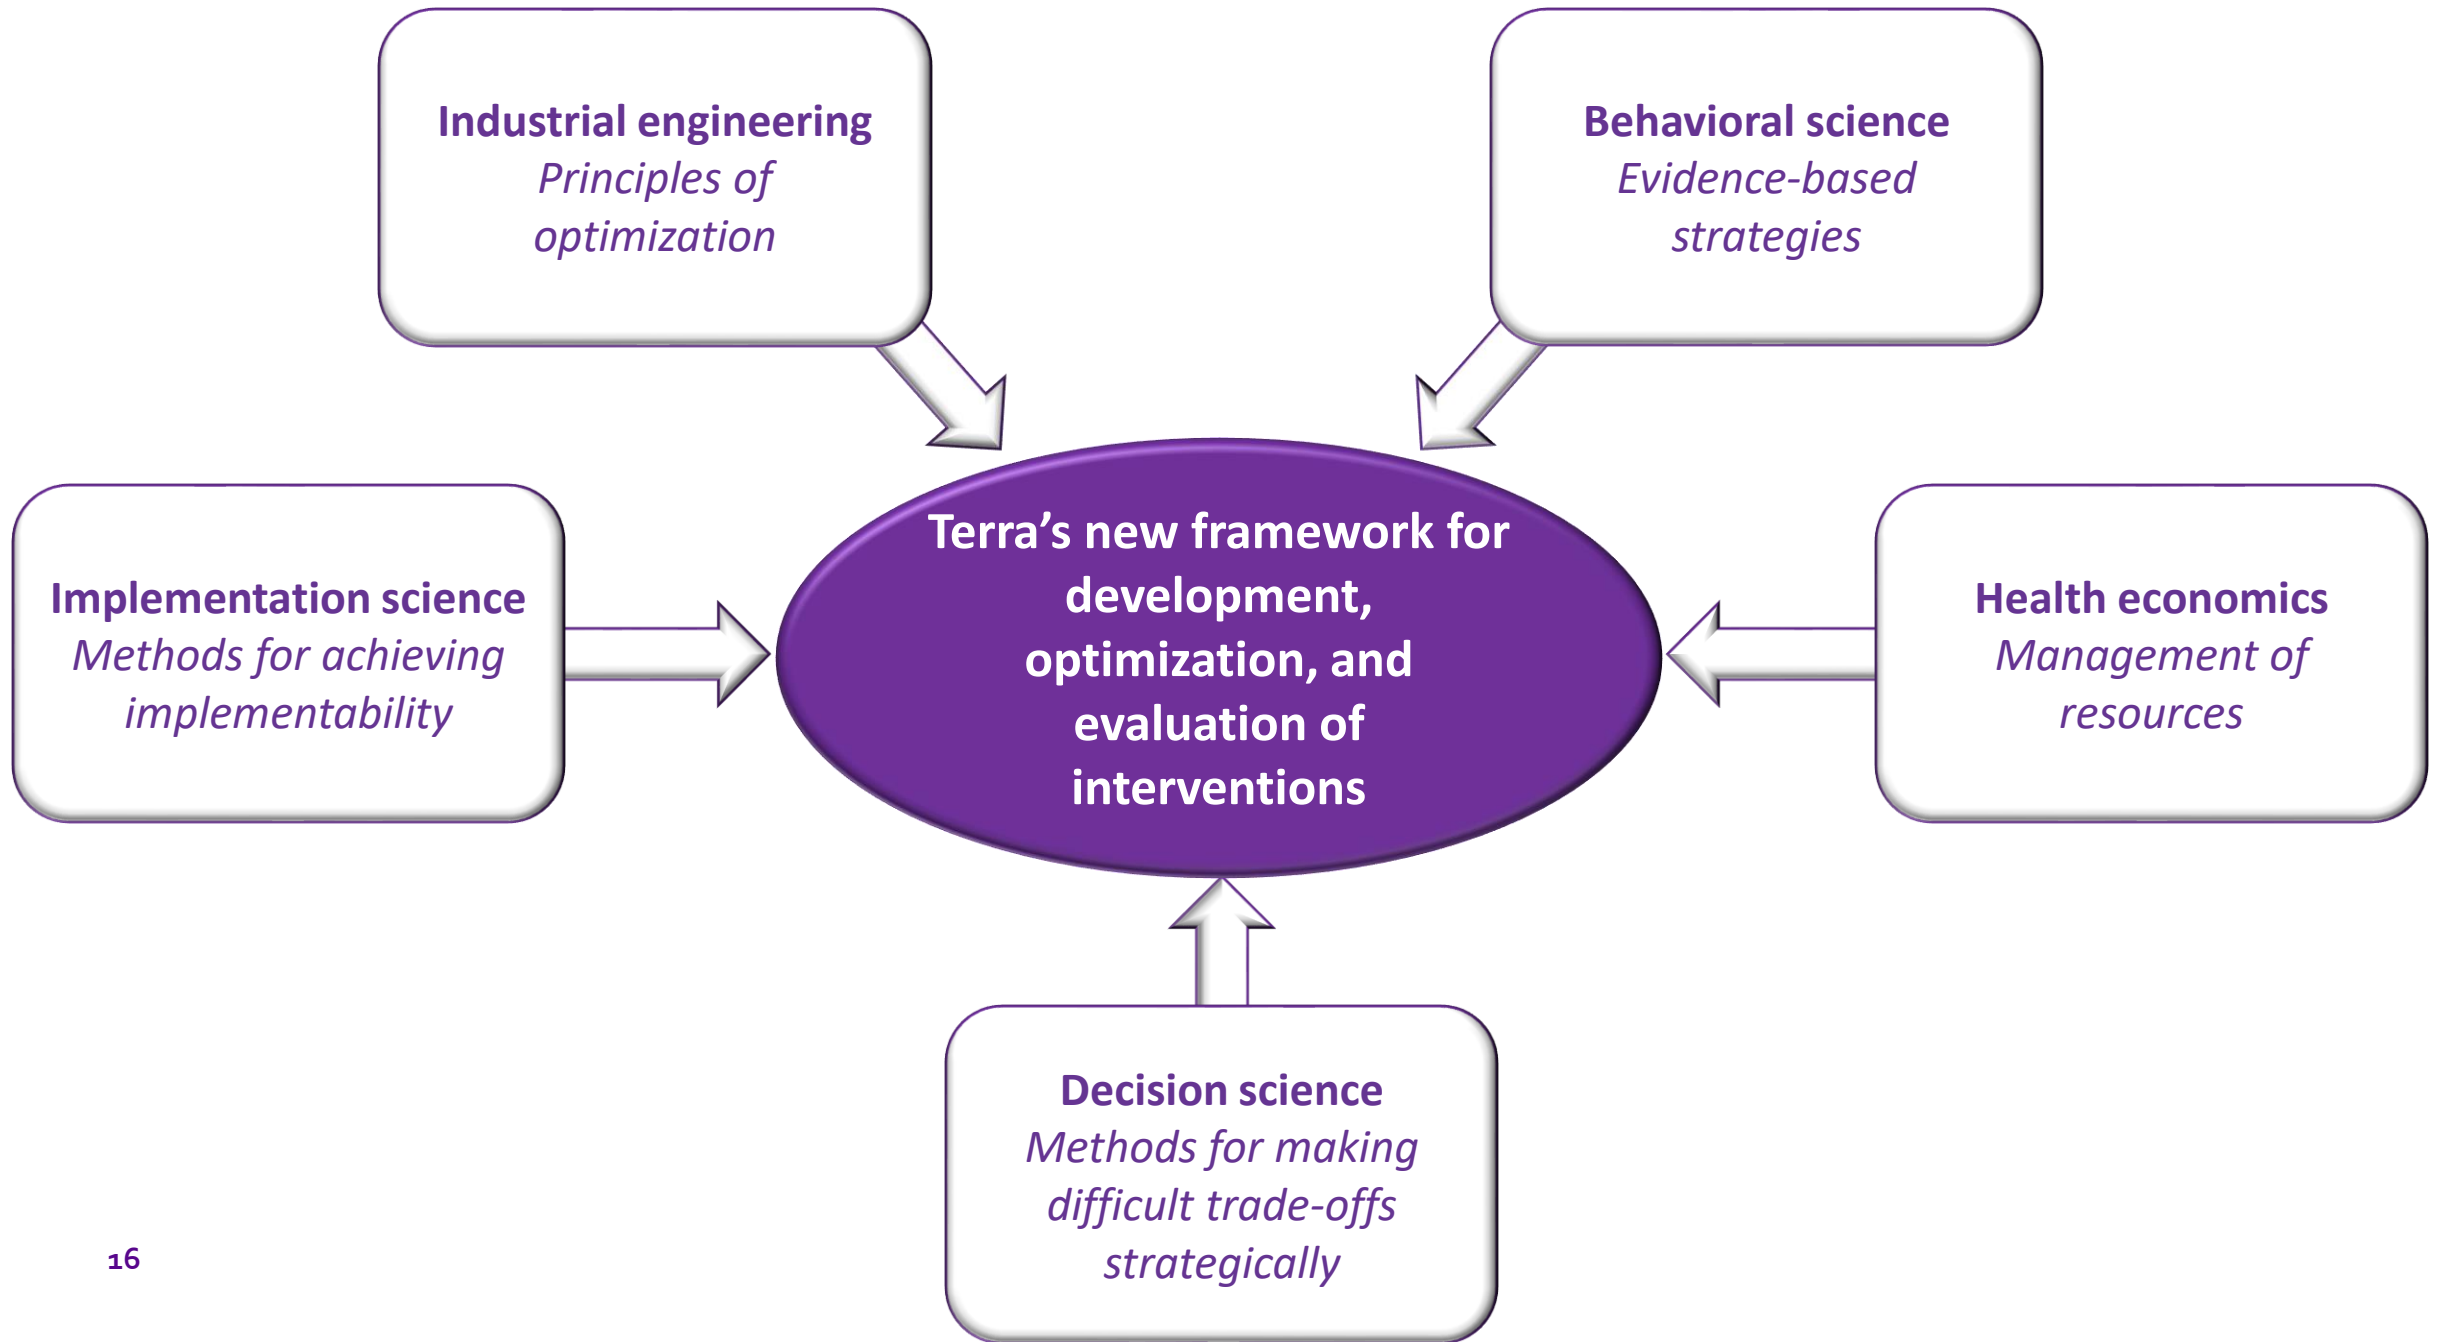 Industrial engineering
Principles of
optimization
Behavioral science
Evidence-based
strategies
Implementation science
Methods for achieving
implementability
Terra’s new framework for
development,
optimization, and
evaluation of
interventions
Health economics
Management of
resources
Decision science
Methods for making
difficult trade-offs
strategically
16